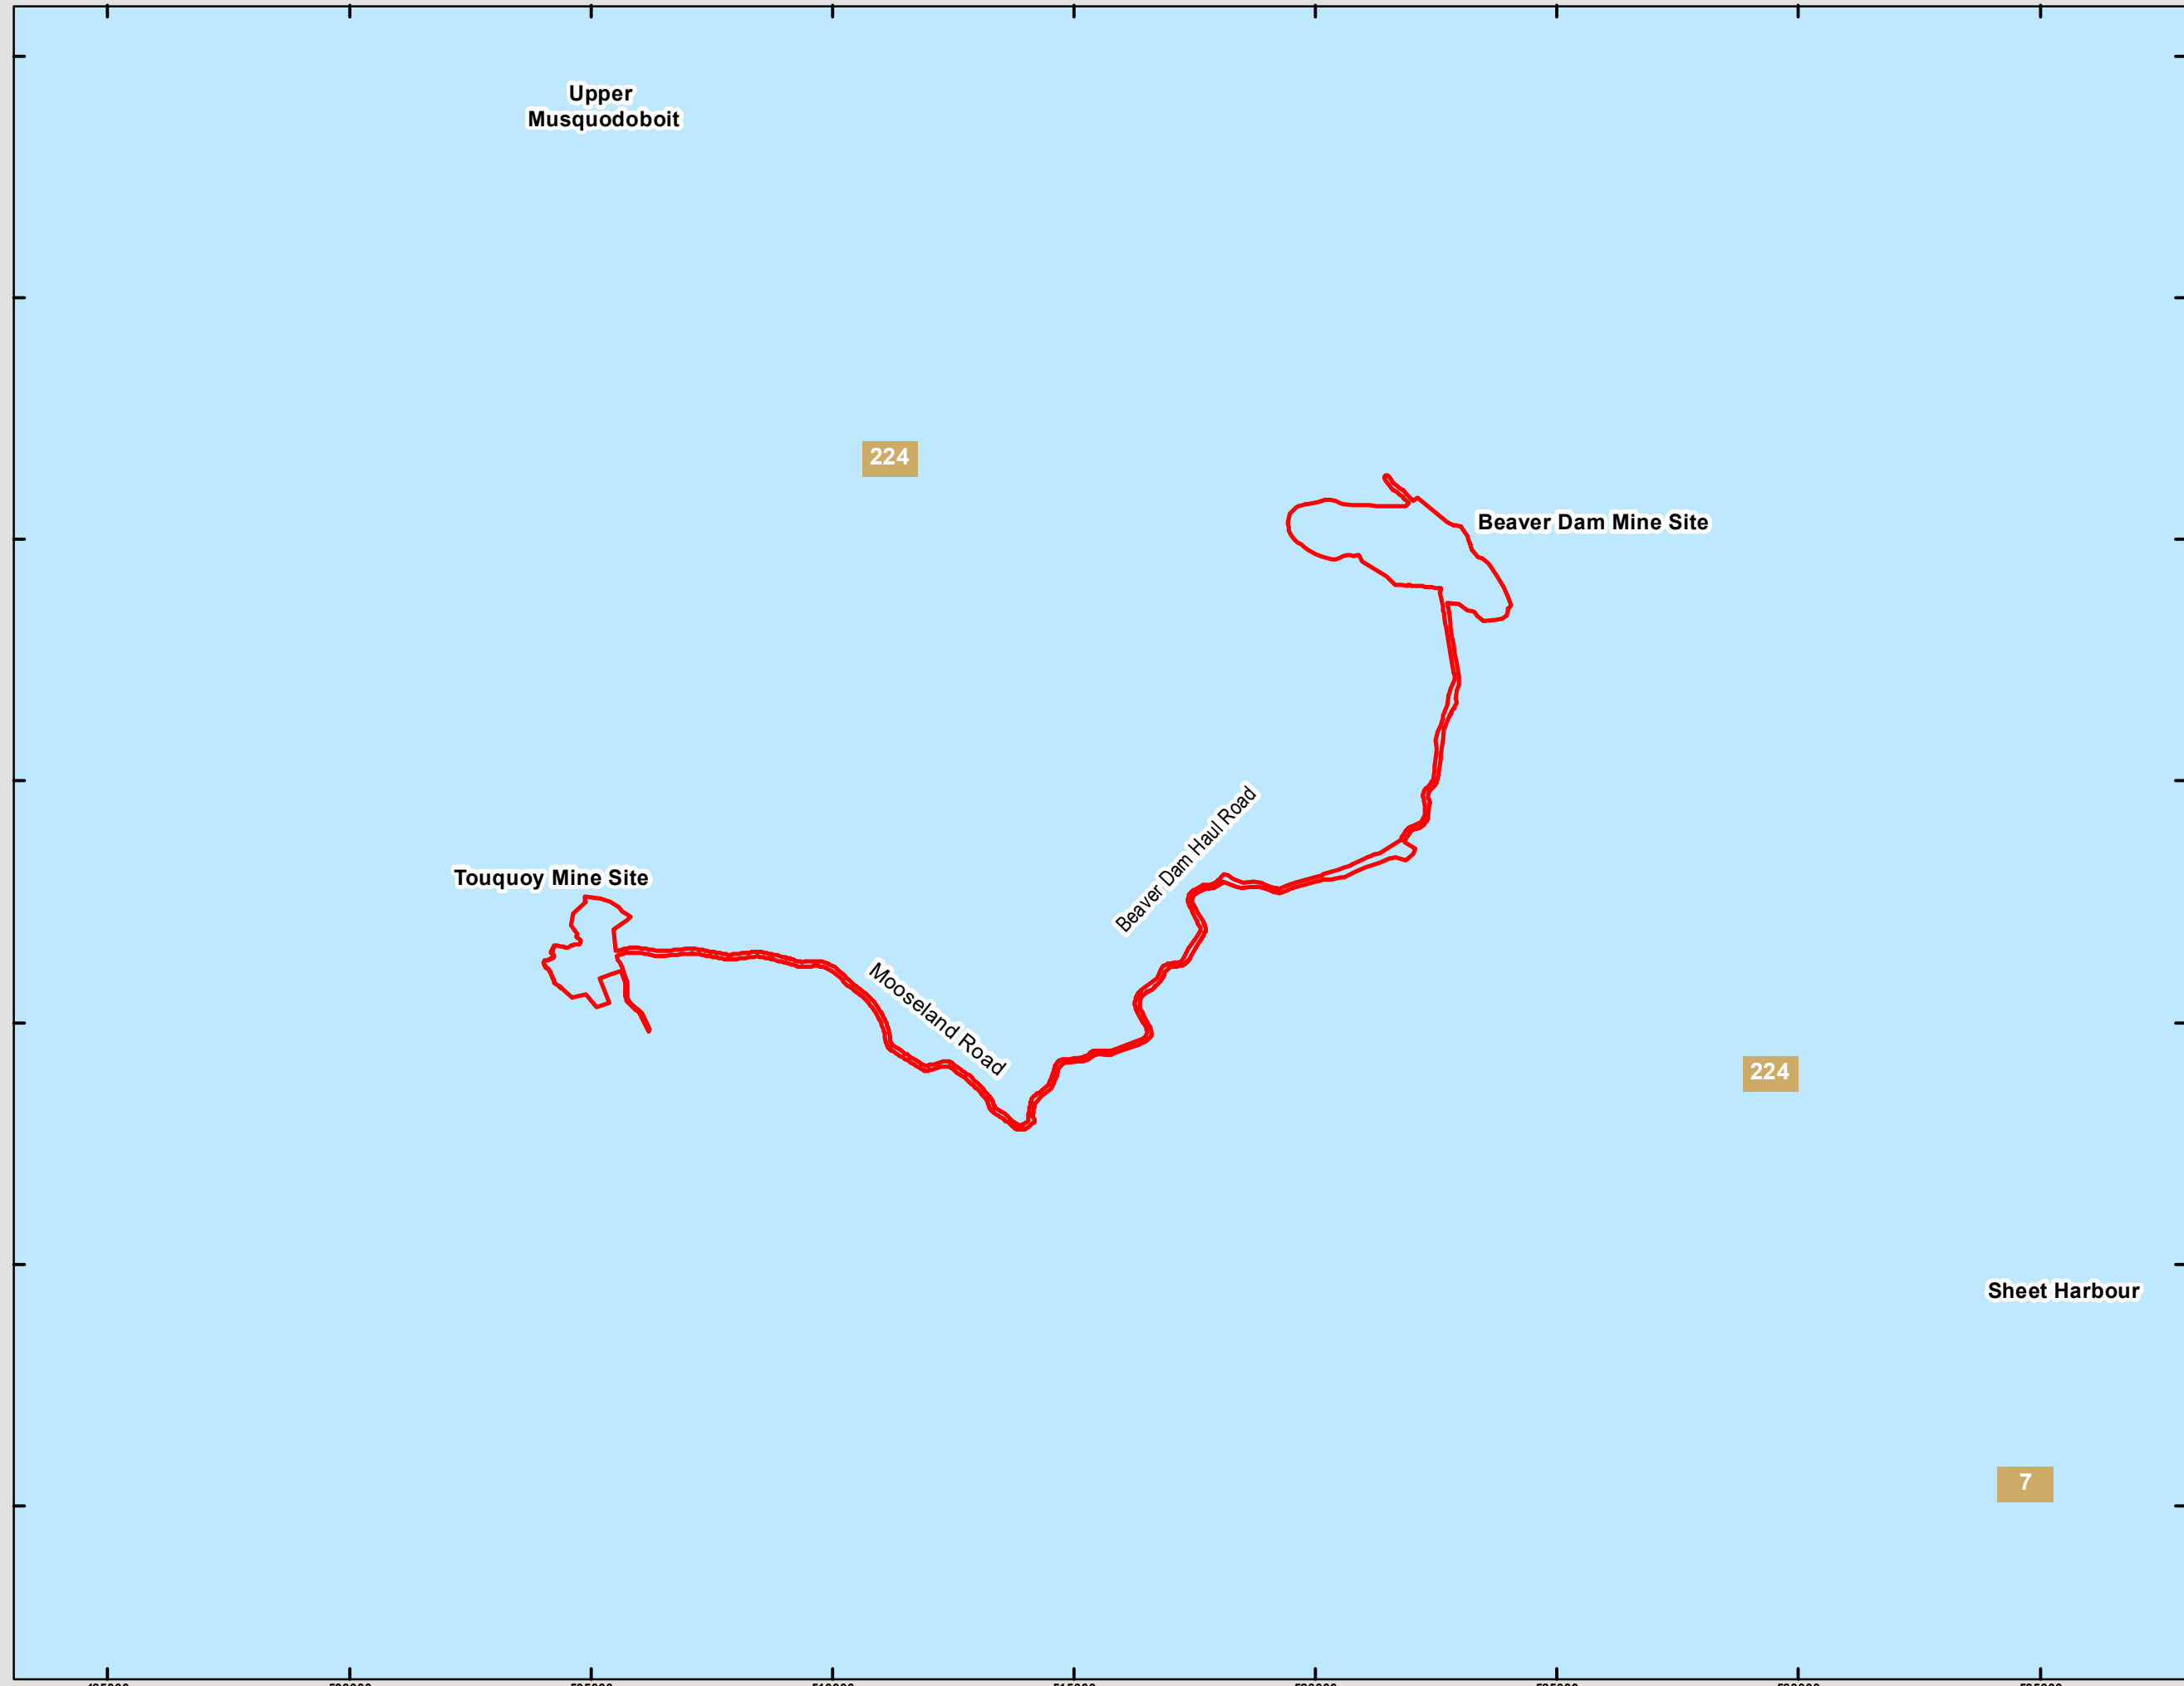 Upper
Musquodoboit
224
Beaver Dam Mine Site
Beaver Dam Haul Road
Touquoy Mine Site
Mooseland Road
224
Sheet Harbour
7